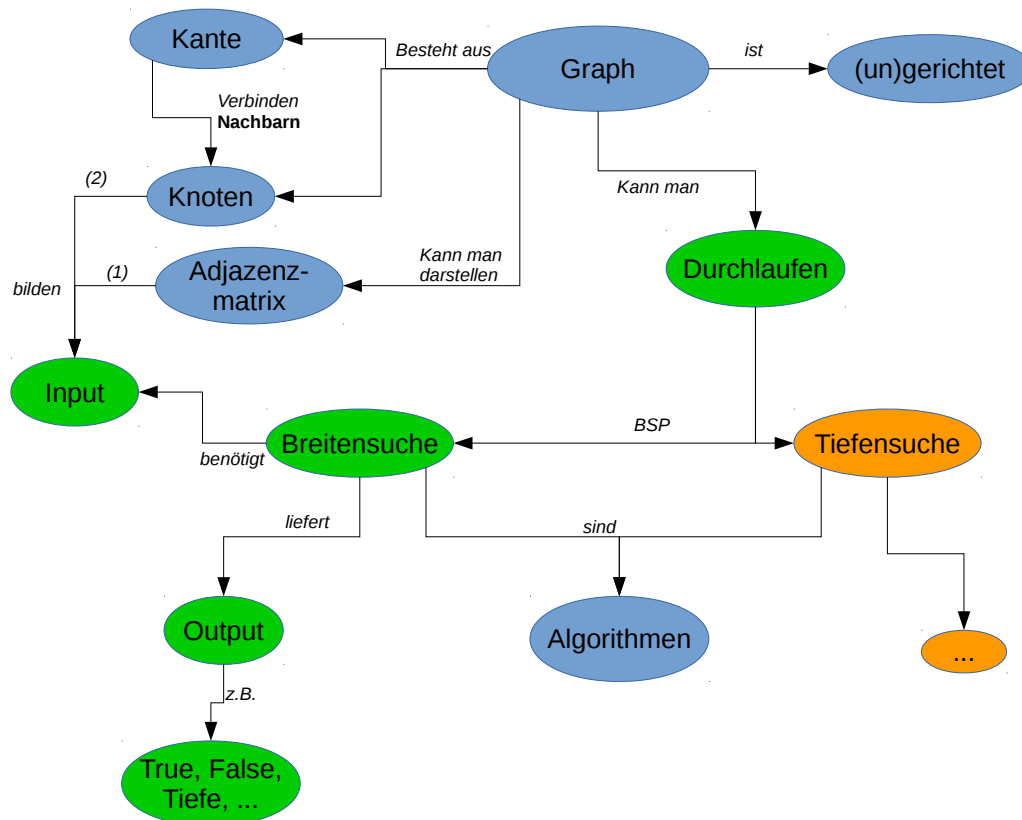 Kante
Besteht aus
Graph
ist
(un)gerichtet
Verbinden
Nachbarn
(2)
Knoten
Kann man
Kann man
darstellen
Durchlaufen
(1)
Adjazenz-
matrix
bilden
Input
benötigt
Breitensuche
BSP
Tiefensuche
liefert
sind
Output
Algorithmen
...
z.B.
True, False,
Tiefe, ...